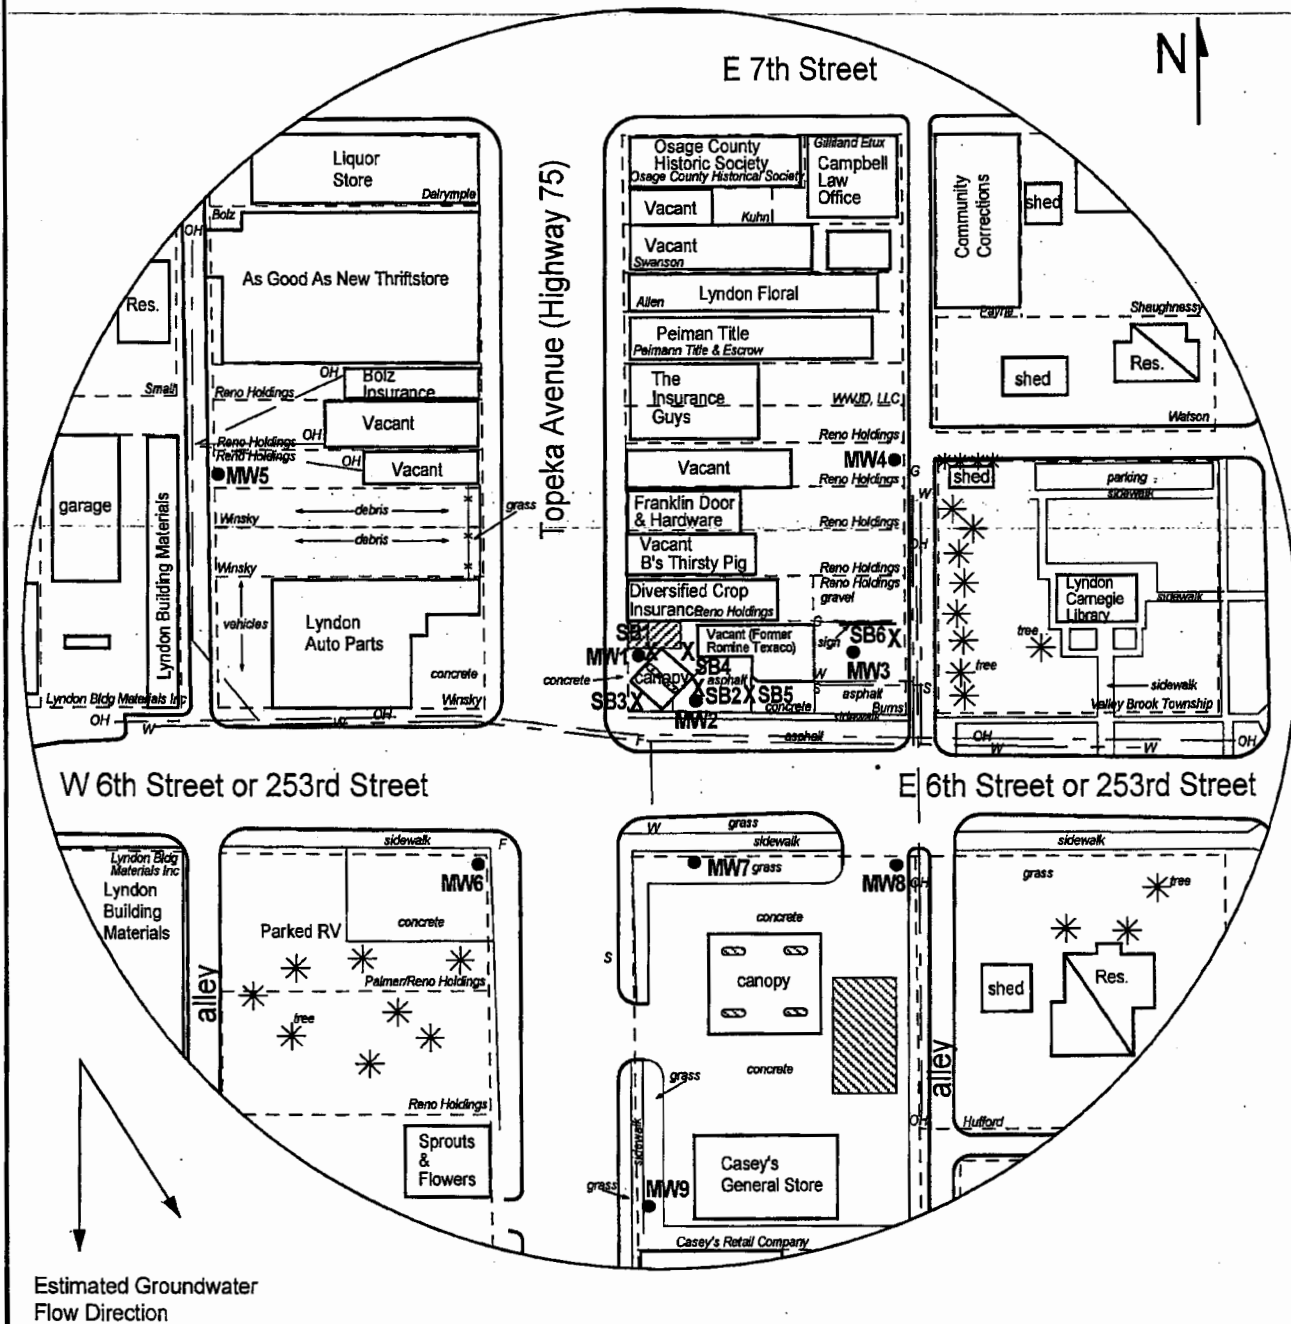 N
E 7th Street
Topeka Avenue (Highway 75)
Liquor
Store
Dalrymple
Bolz
OH
As Good As New Thriftstore
Res.
Small
OH
Bolz
Insurance
Reno Holdings
Vacant
OH
Reno Holdings
Reno Holdings
OH
Vacant
MW5
garage
Lyndon Building Materials
debris
grass
Winsky
debris
Winsky
vehicles
Lyndon
Auto Parts
concrete
Winsky
Lyndon Bldg Materials Inc
OH
W
OH
Osage County
Historic Society
Osage County Historical Society
Gilliland Etux
Campbell
Law
Office
Vacant
Kuhn
Vacant
Swanson
Lyndon Floral
Allen
Peiman Title
Peimann Title & Escrow
The
Insurance
Guys
WWJD, LLC
Reno Holdings
MW4
Vacant
Reno Holdings
G
W
Franklin Door
& Hardware
Reno Holdings
OH
Vacant
B's Thirsty Pig
Reno Holdings
Diversified Crop
Insurance
Reno Holdings
Reno Holdings
gravel
G
SB
Vacant (Former
Romine Texaco)
sign
SB6
X
MW1
X
X
SB4
MW3
concrete
canopy
asphalt
W
S
S
SB3
X
X
SB2
X
SB5
asphalt
MW2
concrete
Burns
sidewalk
asphalt
Community
Corrections
shed
Payne
Shaughnessy
shed
Res.
Watson
shed
parking
sidewalk
Lyndon
Carnegie
Library
sidewalk
tree
tree
sidewalk
Valley Brook Township
OH
W
W
OH
W 6th Street or 253rd Street
E 6th Street or 253rd Street
Lyndon Bldg
Materials Inc
Lyndon
Building
Materials
alley
sidewalk
F
MW6
Parked RV
concrete
Palmer/Reno Holdings
tree
Reno Holdings
Sprouts
&
Flowers
W
grass
sidewalk
MW7
grass
MW8
OH
concrete
S
canopy
grass
concrete
sidewalk
OH
alley
grass
MW9
Casey's
General Store
Casey's Retail Company
sidewalk
grass
tree
shed
Res.
Hufford
Estimated Groundwater
Flow Direction